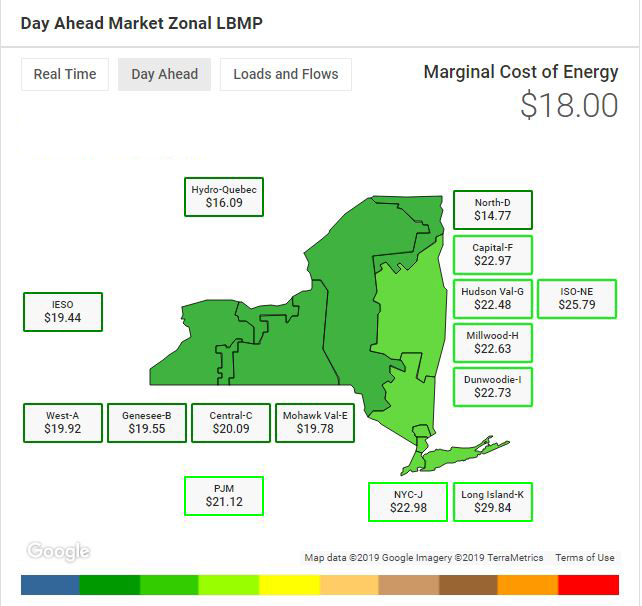 Day Ahead Market Zonal LBMP
Real Time
Day Ahead
Loads and Flows
Marginal Cost of Energy
$18.00
Hydro-Quebec
$16.09
North-D
$14.77
Capital-F
$22.97
Hudson Val-G
$22.48
ISO-NE
$25.79
IESO
$19.44
Millwood-H
$22.63
Dunwoodie-I
$22.73
West-A
$19.92
Genesee-B
$19.55
Central-C
$20.09
Mohawk Val-E
$19.78
PJM
$21.12
NYC-J
$22.98
Long Island-K
$29.84
Google
Map data ©2019 Google Imagery ©2019 TerraMetrics
Terms of Use